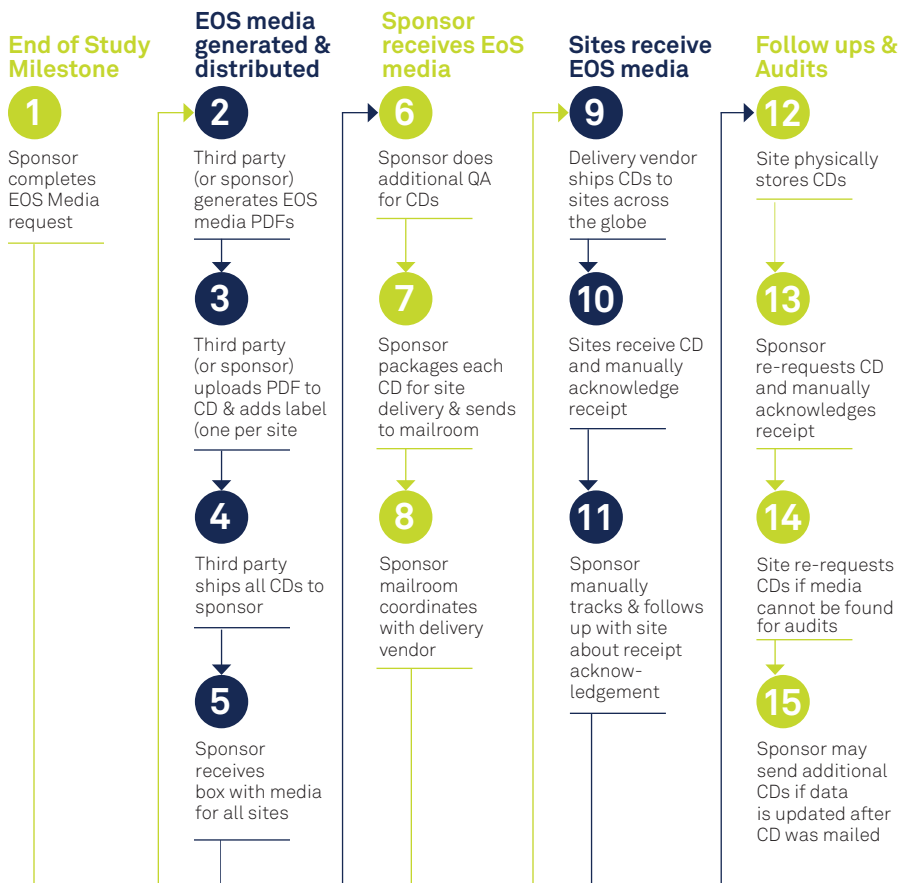 End of Study
Milestone
1
Sponsor
completes
EOS Media
request
EOS media
generated &
distributed
2
Third party
(or sponsor)
generates EOS
media PDFs
3
Third party
(or sponsor)
uploads PDF to
CD & adds label
(one per site
4
Third party
ships all CDs to
sponsor
5
Sponsor
receives
box with media
for all sites
Sponsor
receives EoS
media
6
Sponsor does
additional QA
for CDs
7
Sponsor
packages each
CD for site
delivery & sends
to mailroom
8
Sponsor
mailroom
coordinates
with delivery
vendor
Sites receive
EOS media
9
Delivery vendor
ships CDs to
sites across
the globe
10
Sites receive CD
and manually
acknowledge
receipt
11
Sponsor
manually
tracks & follows
up with site
about receipt
acknow-
ledgement
Follow ups &
Audits
12
Site physically
stores CDs
13
Sponsor
re-requests CD
and manually
acknowledges
receipt
14
Site re-requests
CDs if media
cannot be found
for audits
15
Sponsor may
send additional
CDs if data
is updated after
CD was mailed